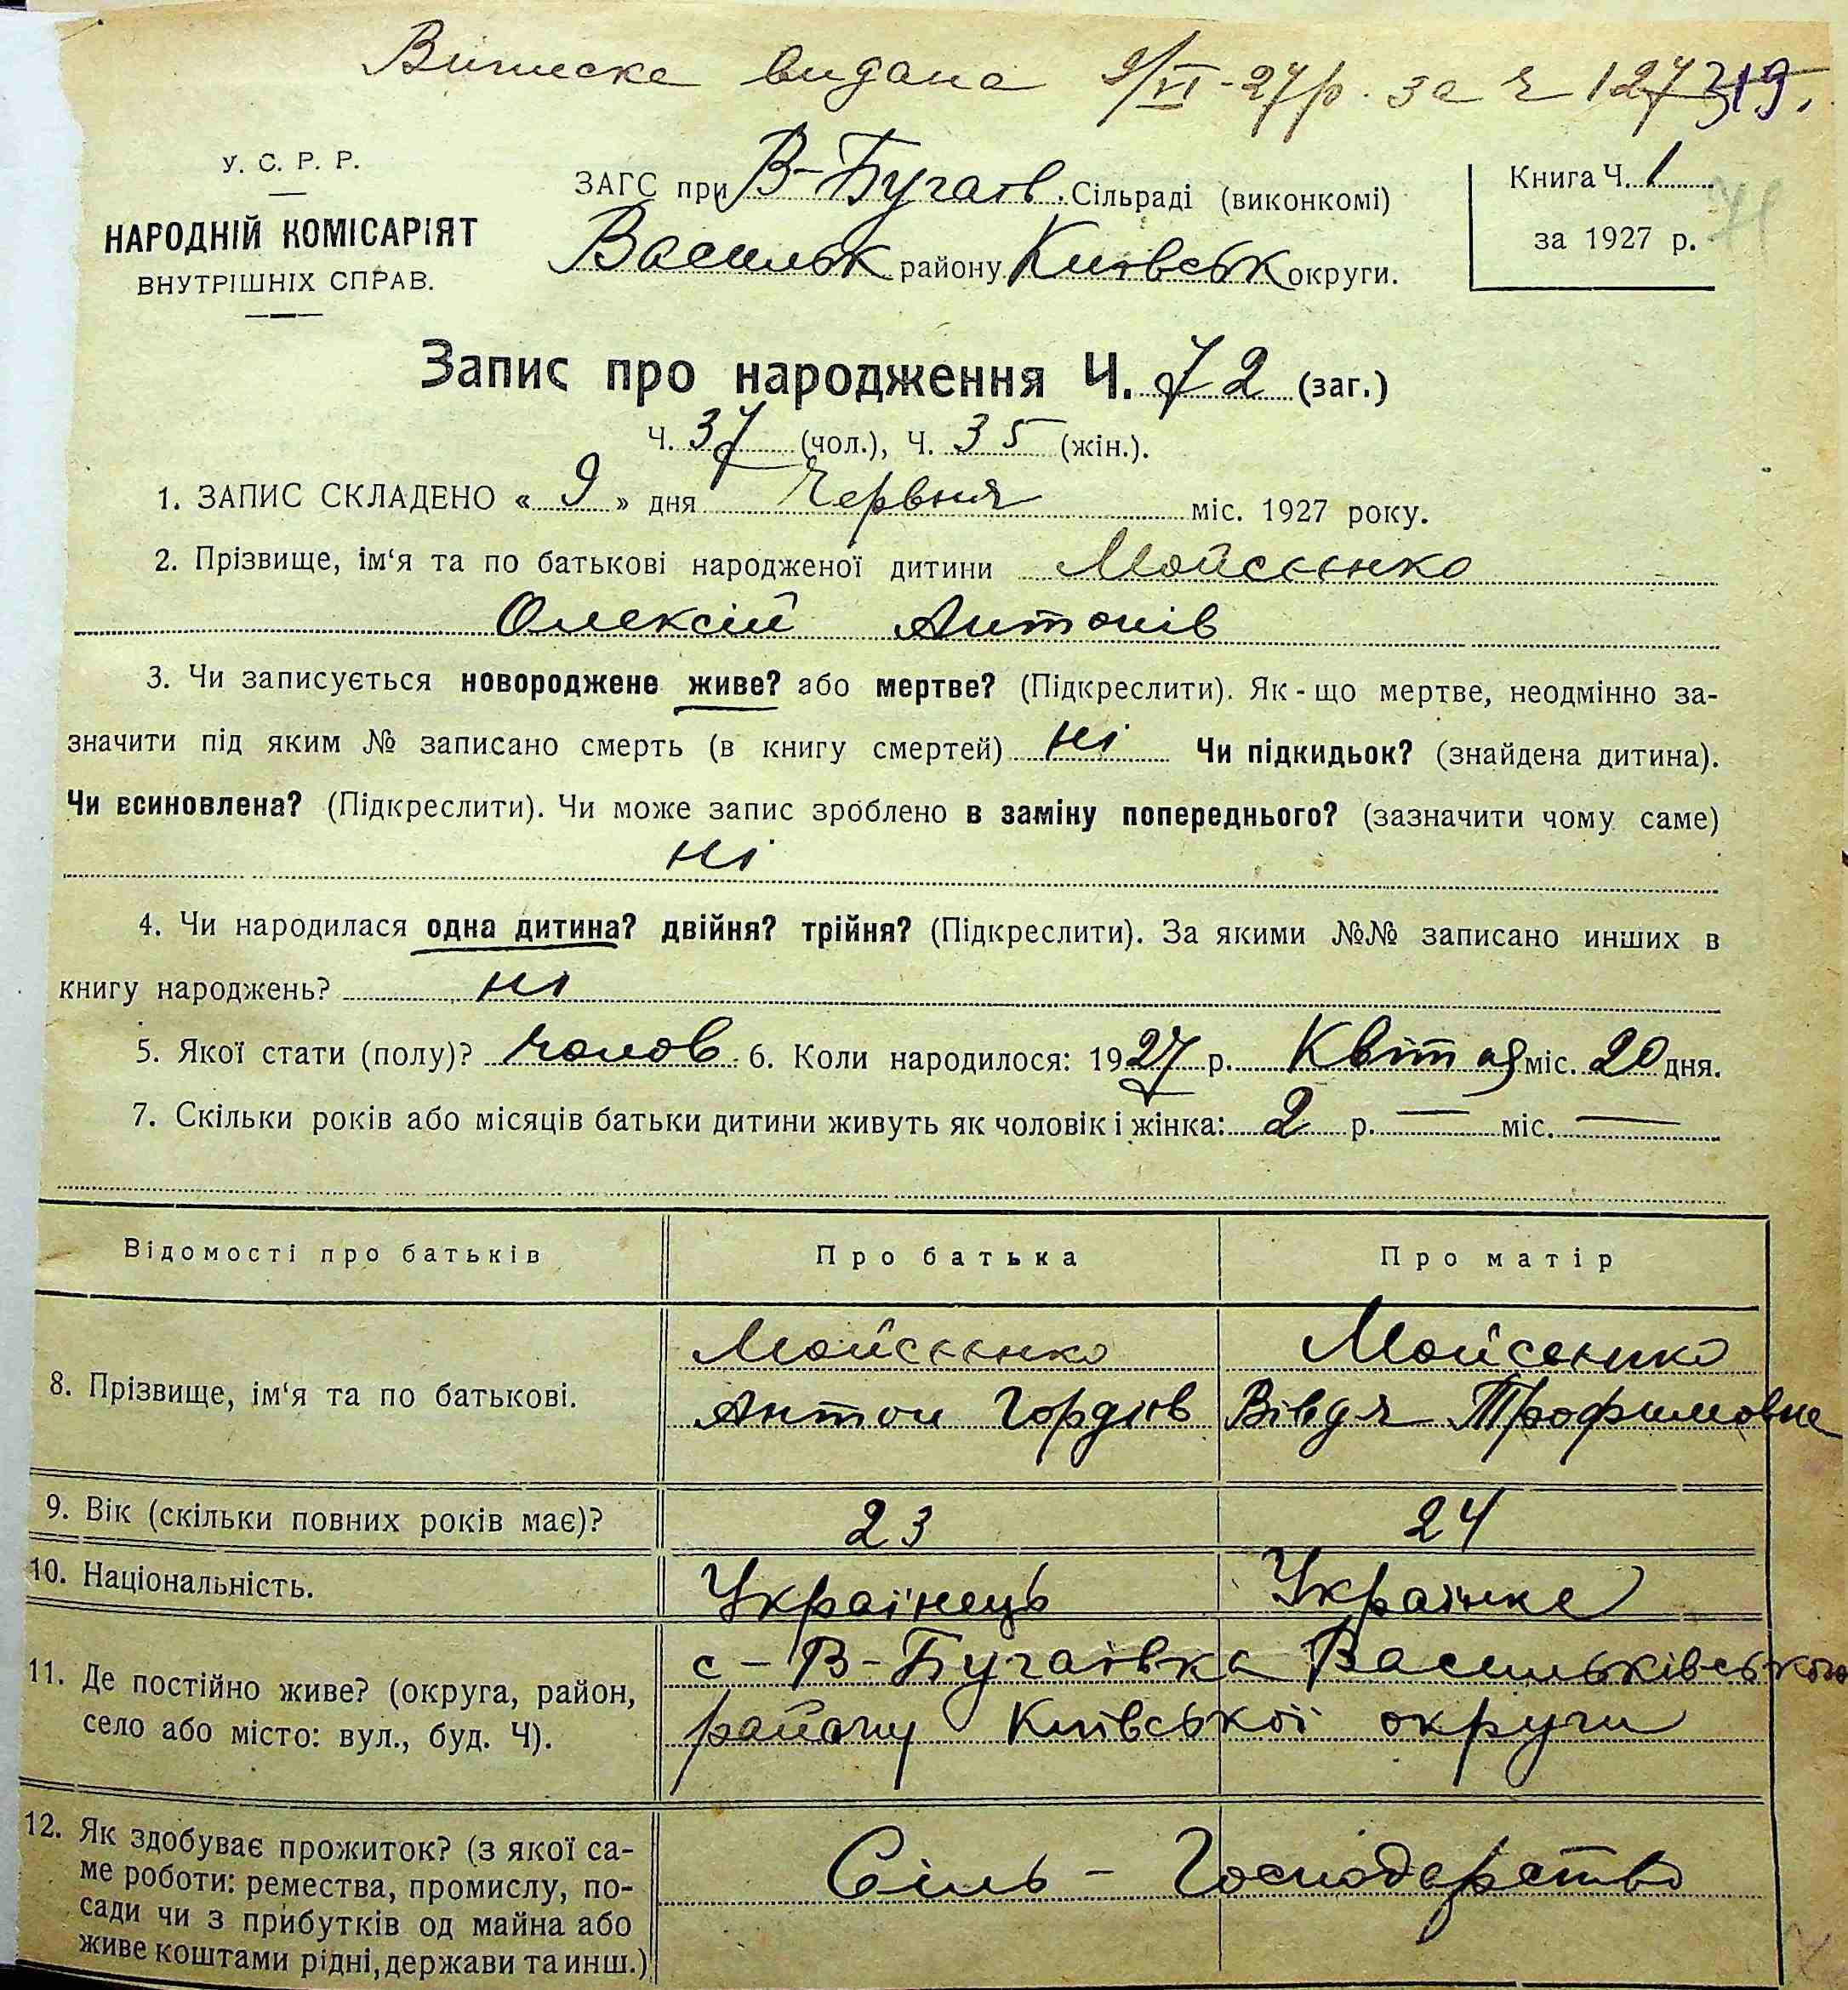 Виписка видана 9/VI-27р. за ч 127 319.
У. С. Р. Р.
НАРОДНІЙ КОМІСАРІЯТ
ВНУТРІШНІХ СПРАВ.
ЗАГС при В-Бугаїв. Сільраді (виконкомі)
Васильк району Київськ округи.
Книга Ч. 1
за 1927 р.
71
Запис про народження Ч. 72 (заг.)
Ч. 37 (чол.), Ч. 35 (жін.).
1. ЗАПИС СКЛАДЕНО « 9 » дня Червня міс. 1927 року.
2. Прізвище, ім‘я та по батькові народженої дитини Мойсєєнко
Олексій Антонів
3. Чи записується новороджене живе? або мертве? (Підкреслити). Як-що мертве, неодмінно за-
значити під яким № записано смерть (в книгу смертей) ні Чи підкидьок? (знайдена дитина).
Чи всиновлена? (Підкреслити). Чи може запис зроблено в заміну попереднього? (зазначити чому саме)
ні
4. Чи народилася одна дитина? двійня? трійня? (Підкреслити). За якими №№ записано инших в
книгу народжень? ні
5. Якої стати (полу)? чолов 6. Коли народилося: 1927 р. Квітня міс. 20 дня.
7. Скільки років або місяців батьки дитини живуть як чоловік і жінка: 2 р. — міс. —
Відомості про батьків Про батька Про матір
8. Прізвище, ім‘я та по батькові.
Мойсєєнко
Антон Гордіїв
Мойсеєнко
Вівдя Трофимовна
9. Вік (скільки повних років має)? 23 24
10. Національність. Українець Українка
11. Де постійно живе? (округа, район,
село або місто: вул., буд. Ч).
с-В-Бугаївка Васильківського
району Київської округи
12. Як здобуває прожиток? (з якої са-
ме роботи: ремества, промислу, по-
сади чи з прибутків од майна або
живе коштами рідні, держави та инш.)
Сіль-Господарство